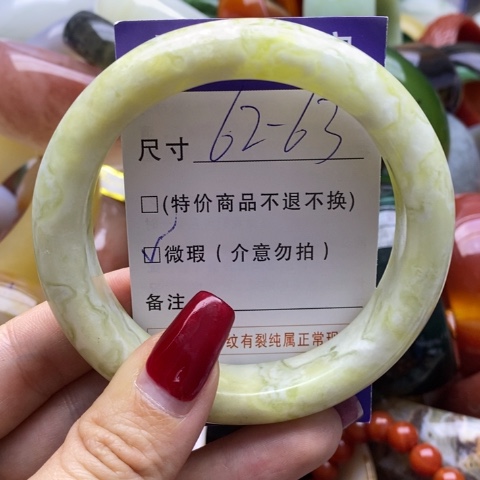 尺寸 62-63
□(特价商品不退不换)
☑微瑕(介意勿拍)
备注
纹有裂纯属正常现